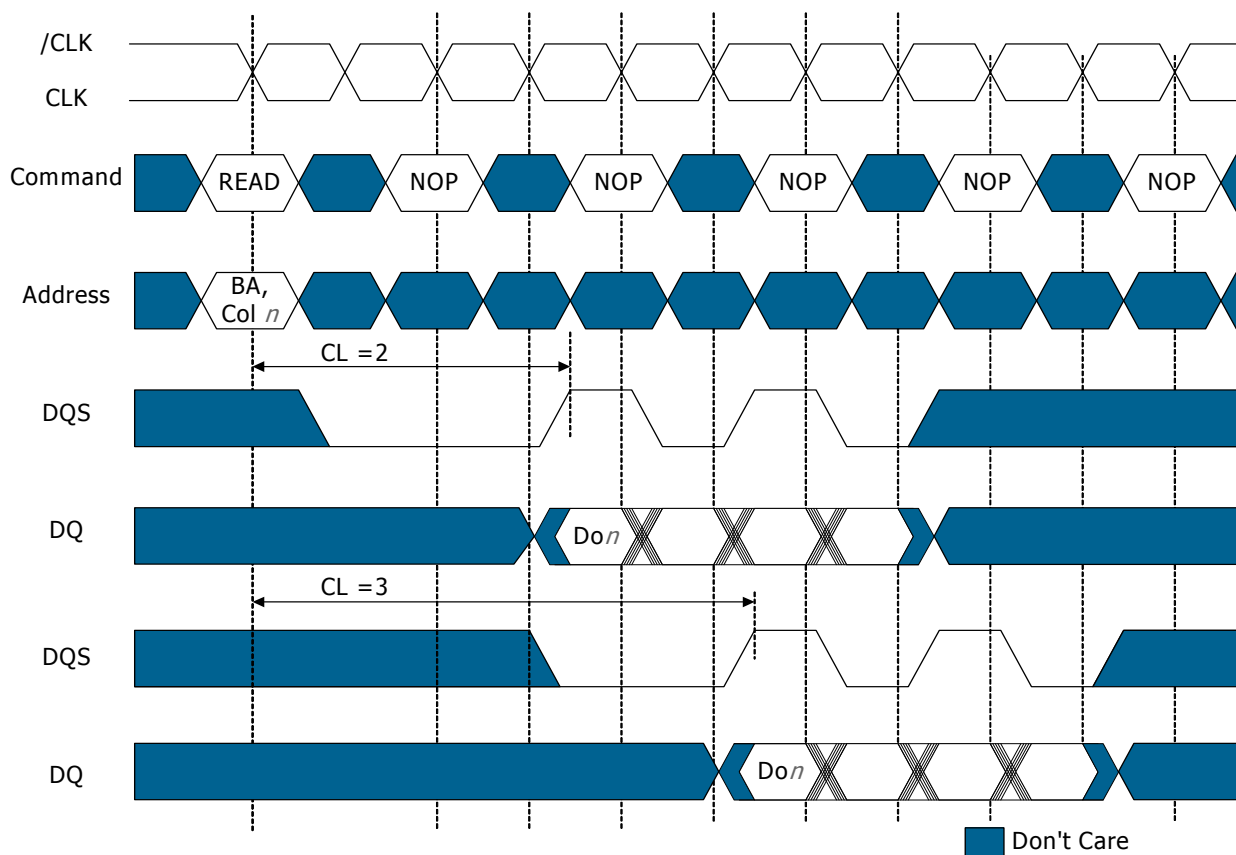 /CLK
CLK
Command READ NOP NOP NOP NOP NOP
Address BA,
Col n
CL =2
DQS
DQ Don
CL =3
DQS
DQ Don
Don't Care